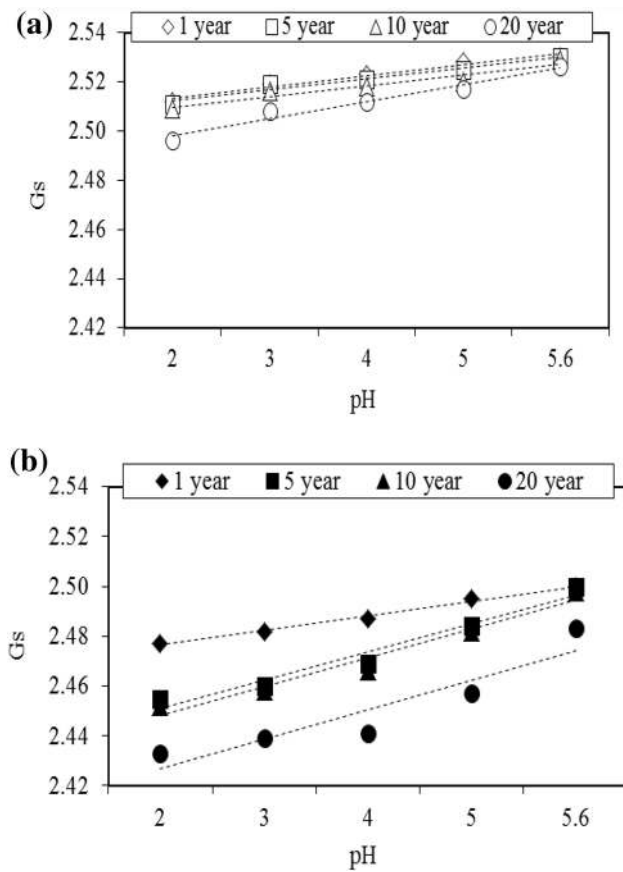 (a)
2.54
◇ 1 year □ 5 year △ 10 year ○ 20 year
2.52
2.50
Gs
2.48
2.46
2.44
2.42
2 3 4 5 5.6
pH
(b)
2.54
◆ 1 year ■ 5 year ▲ 10 year ● 20 year
2.52
2.50
Gs
2.48
2.46
2.44
2.42
2 3 4 5 5.6
pH